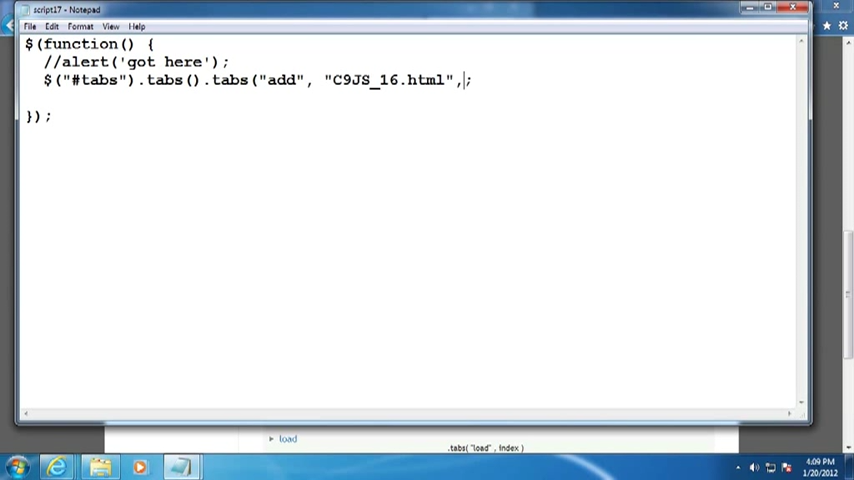 script17 - Notepad
File Edit Format View Help
$(function() {
//alert('got here');
$("#tabs").tabs().tabs("add", "C9JS_16.html",;
});
load
.tabs( "load" , index )
4:09 PM
1/20/2012